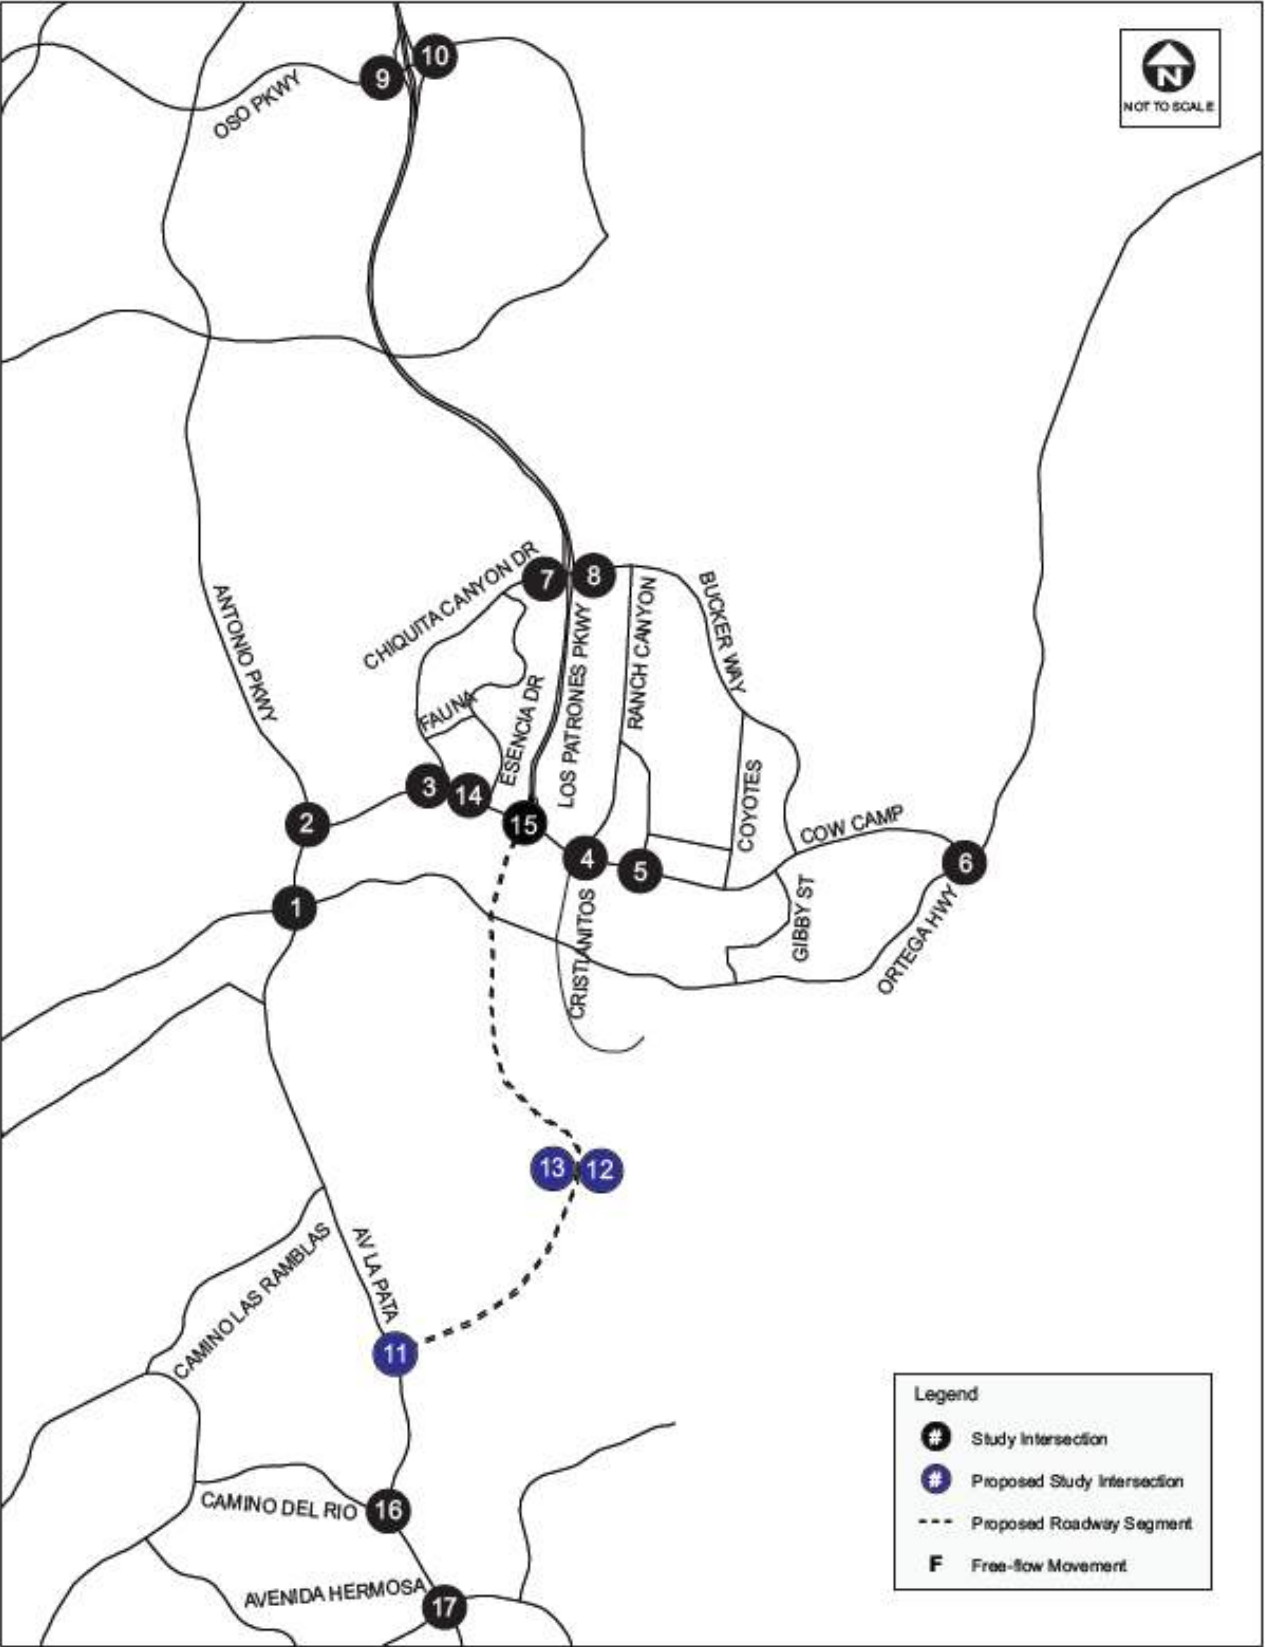 10
9
OSO PKWY
N
NOT TO SCALE
CHIQUITA CANYON DR
7
8
BUCKER WAY
RANCH CANYON
LOS PATRONES PKWY
ANTONIO PKWY
FAUNA
ESENCIA DR
COYOTES
3
14
2
15
COW CAMP
4
5
6
1
CRISTIANITOS
GIBBY ST
ORTEGA HWY
13
12
CAMINO LAS RAMBLAS
AV LA PATA
11
Legend
# Study Intersection
# Proposed Study Intersection
Proposed Roadway Segment
F Free-flow Movement
CAMINO DEL RIO
16
AVENIDA HERMOSA
17